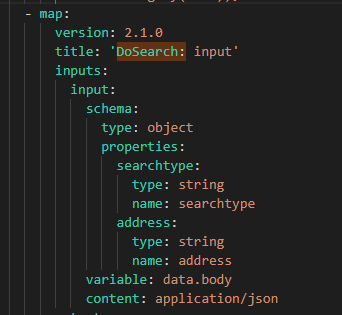 - map:
version: 2.1.0
title: 'DoSearch: input'
inputs:
input:
schema:
type: object
properties:
searchtype:
type: string
name: searchtype
address:
type: string
name: address
variable: data.body
content: application/json